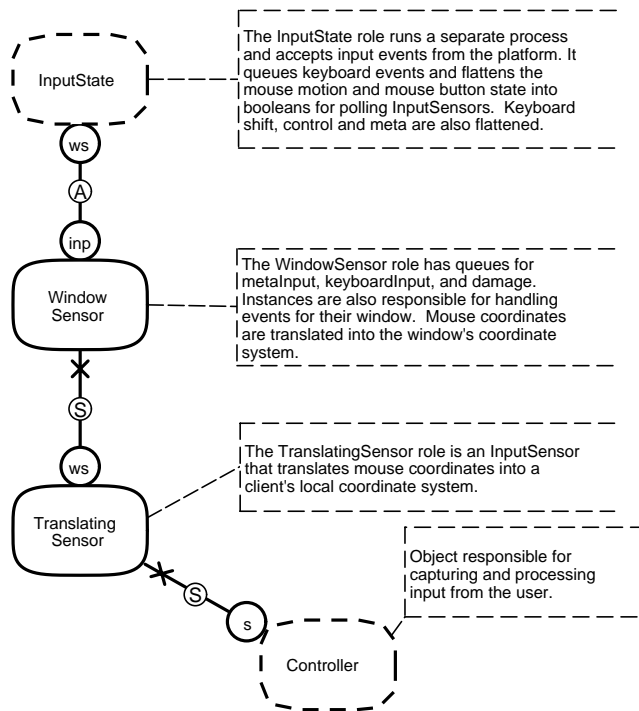 InputState
The InputState role runs a separate process
and accepts input events from the platform. It
queues keyboard events and flattens the
mouse motion and mouse button state into
booleans for polling InputSensors.  Keyboard
shift, control and meta are also flattened.
ws
A
inp
Window
Sensor
The WindowSensor role has queues for
metaInput, keyboardInput, and damage.
Instances are also responsible for handling
events for their window.  Mouse coordinates
are translated into the window's coordinate
system.
S
ws
Translating
Sensor
The TranslatingSensor role is an InputSensor
that translates mouse coordinates into a
client's local coordinate system.
S
s
Controller
Object responsible for
capturing and processing
input from the user.